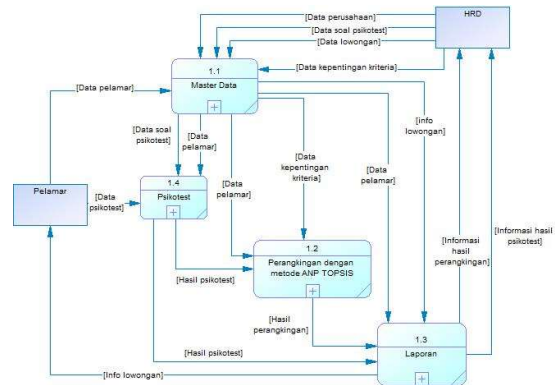 HRD
[Data perusahaan]
[Data soal psikotest]
[Data lowongan]
[Data kepentingan kriteria]
1.1
Master Data
[Data pelamar]
[Data soal
psikotest]
[Data
pelamar]
[Data
pelamar]
[Data
kepentingan
kriteria]
[Data
pelamar]
[info
lowongan]
Pelamar
[Data
psikotest]
1.4
Psikotest
1.2
Perangkingan dengan
metode ANP TOPSIS
[Hasil psikotest]
[Informasi
hasil
perangkingan]
[Informasi hasil
psikotest]
[Hasil
perangkingan]
1.3
Laporan
[Hasil psikotest]
[Info lowongan]